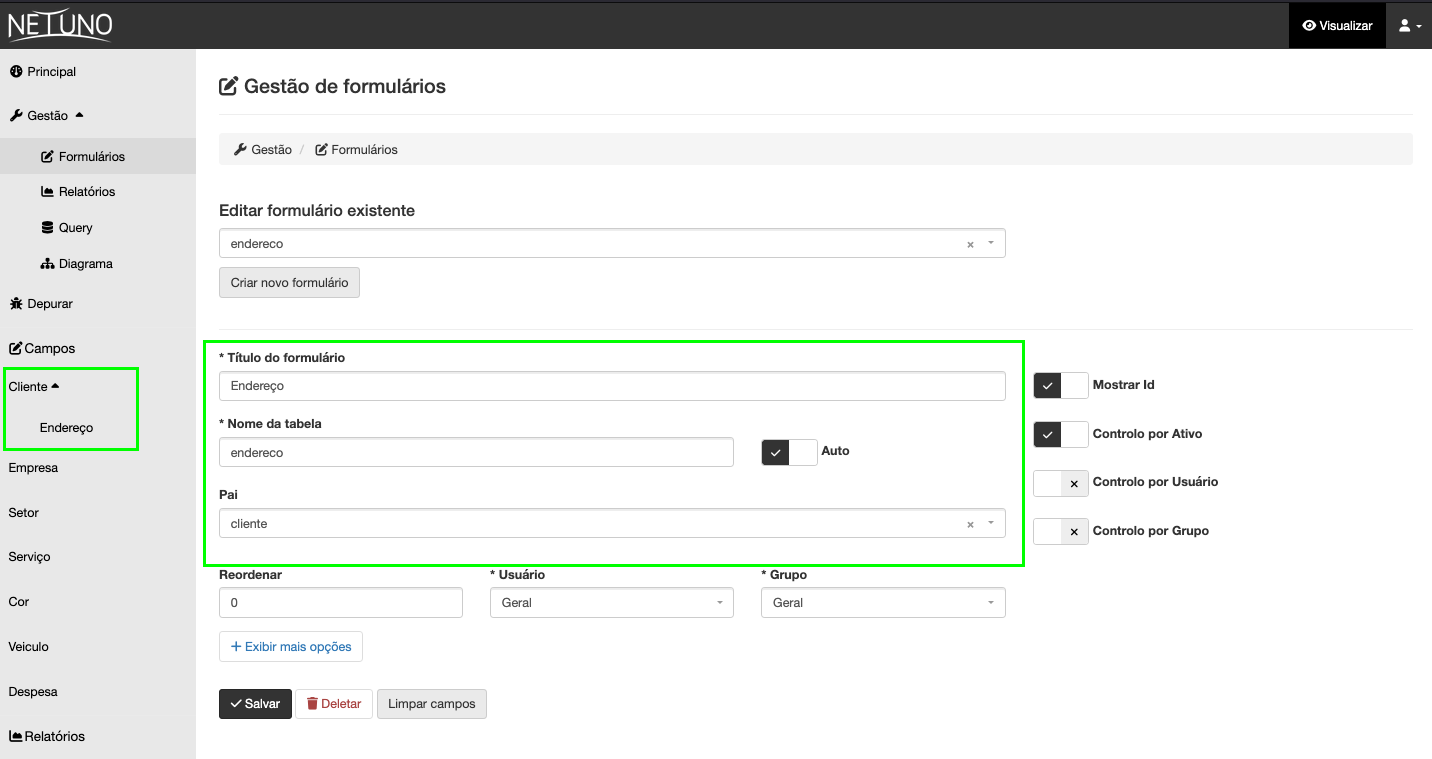 NETUNO
Visualizar
Principal
Gestão
Formulários
Relatórios
Query
Diagrama
Depurar
Campos
Cliente
Endereço
Empresa
Setor
Serviço
Cor
Veiculo
Despesa
Relatórios
Gestão de formulários
Gestão / Formulários
Editar formulário existente
endereco × 
Criar novo formulário
* Título do formulário
Endereço
* Nome da tabela
endereco
Auto
Pai
cliente ×
Mostrar Id
Controlo por Ativo
Controlo por Usuário
Controlo por Grupo
Reordenar * Usuário * Grupo
0 Geral Geral
+ Exibir mais opções
Salvar Deletar Limpar campos